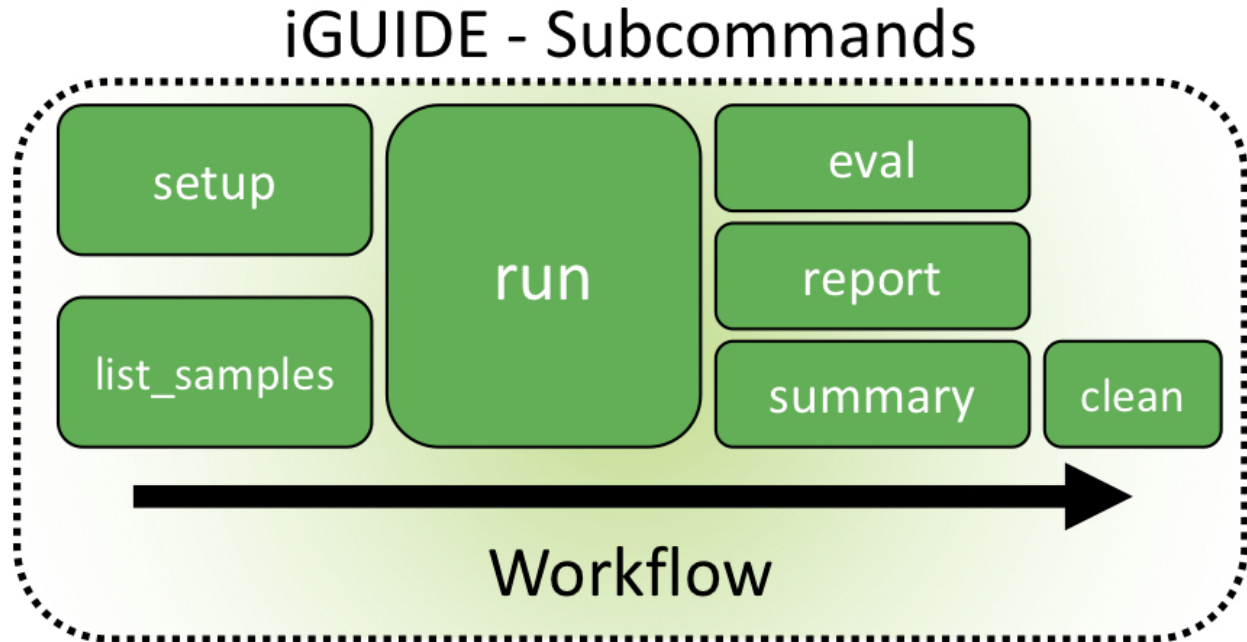 iGUIDE - Subcommands
setup
list_samples
run
eval
report
summary
clean
Workflow